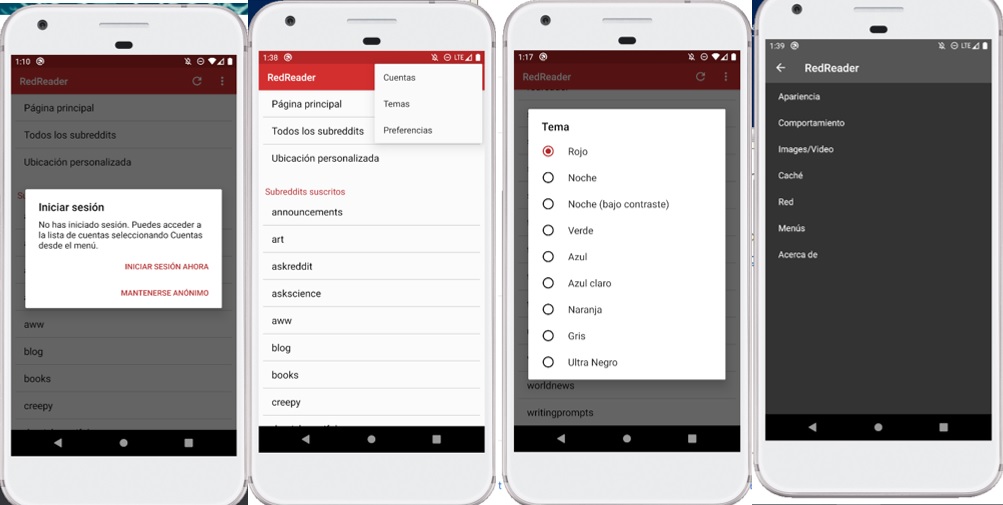 1:10
RedReader
Página principal
Todos los subreddits
Ubicación personalizada
Iniciar sesión
No has iniciado sesión. Puedes acceder a
la lista de cuentas seleccionando Cuentas
desde el menú.
INICIAR SESIÓN AHORA
MANTENERSE ANÓNIMO
aww
blog
books
creepy
1:38 LTE
RedReader
Cuentas
Temas
Preferencias
Página principal
Todos los subreddits
Ubicación personalizada
Subreddits suscritos
announcements
art
askreddit
askscience
aww
blog
books
creepy
1:17
RedReader
Tema
Rojo
Noche
Noche (bajo contraste)
Verde
Azul
Azul claro
Naranja
Gris
Ultra Negro
worldnews
writingprompts
1:39 LTE
RedReader
Apariencia
Comportamiento
Images/Video
Caché
Red
Menús
Acerca de